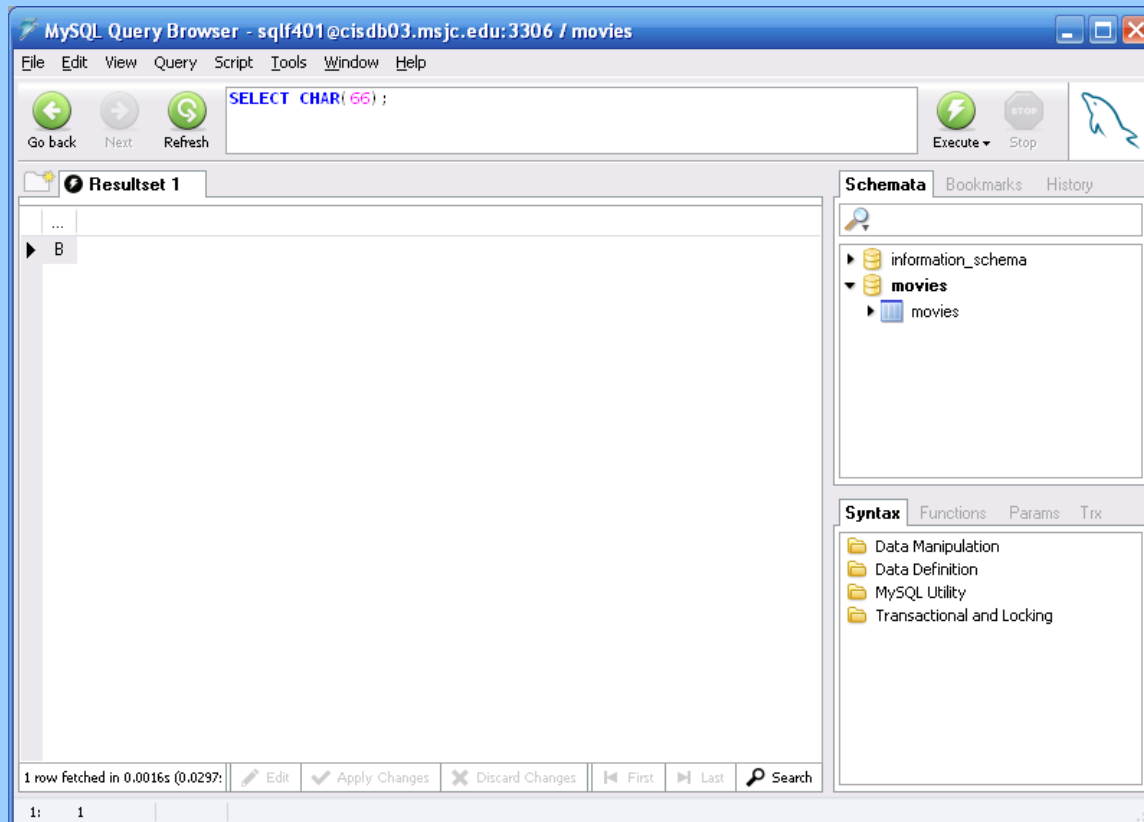 MySQL Query Browser - sqlf401@cisdb03.msjc.edu:3306 / movies
File Edit View Query Script Tools Window Help
SELECT CHAR(66);
Go back Next Refresh Execute STOP Stop
Resultset 1
...
B
Schemata Bookmarks History
information_schema
movies
movies
Syntax Functions Params Trx
Data Manipulation
Data Definition
MySQL Utility
Transactional and Locking
1 row fetched in 0.0016s (0.0297: Edit Apply Changes Discard Changes First Last Search
1: 1